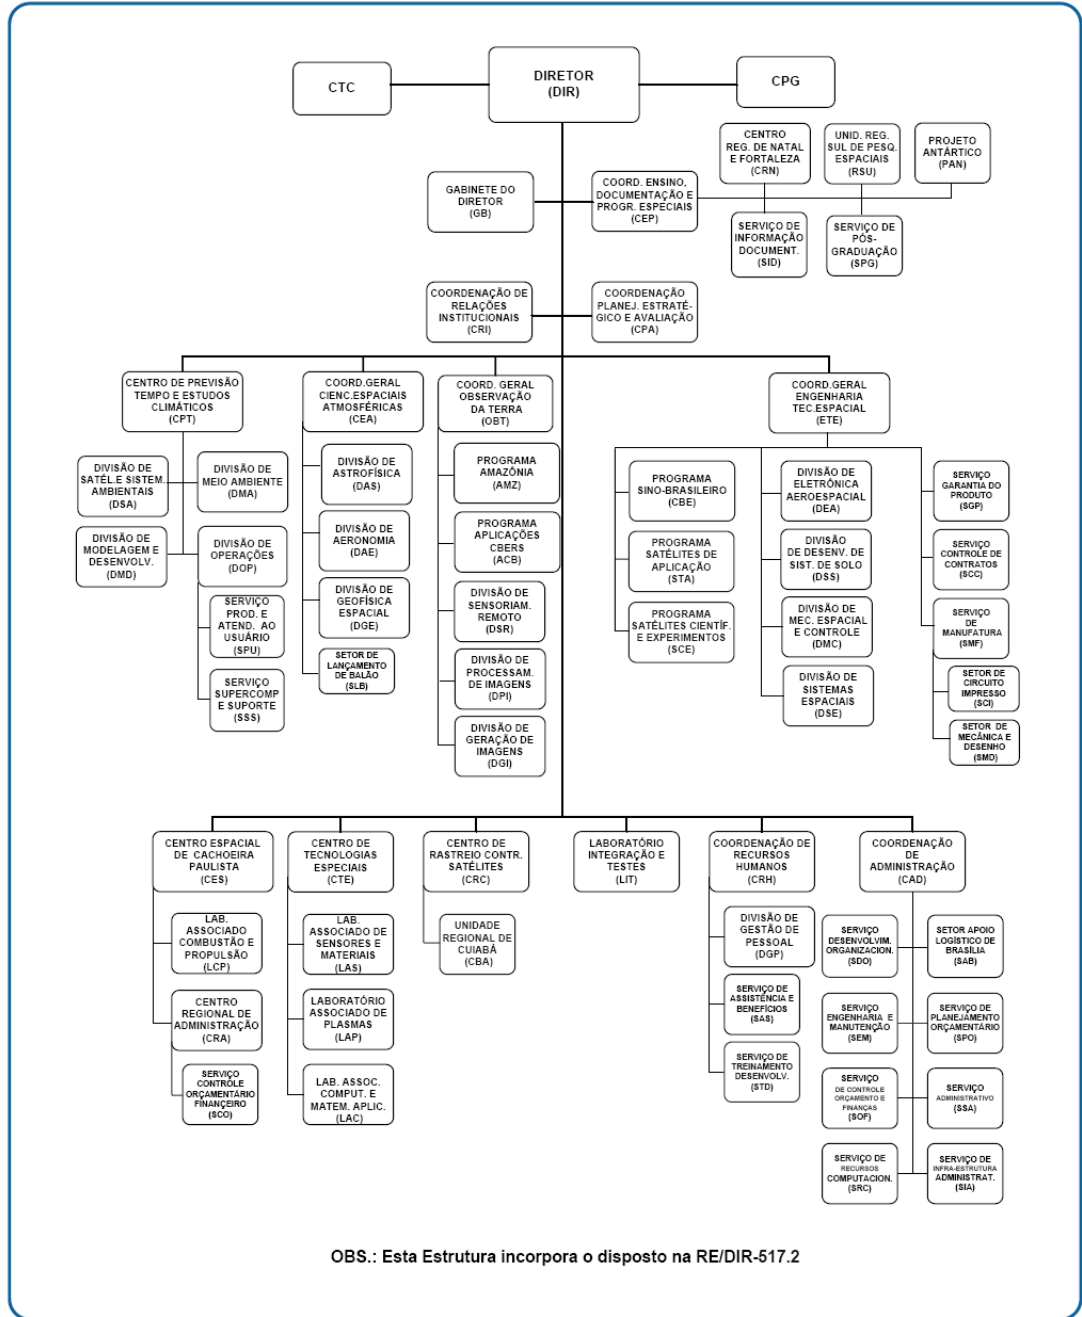 CTC
DIRETOR
(DIR)
CPG
CENTRO
REG. DE NATAL
E FORTALEZA
(CRN)
UNID. REG.
SUL DE PESQ.
ESPACIAIS
(RSU)
PROJETO
ANTÁRTICO
(PAN)
GABINETE DO
DIRETOR
(GB)
COORD. ENSINO,
DOCUMENTAÇÃO E
PROGR. ESPECIAIS
(CEP)
SERVIÇO DE
INFORMAÇÃO
DOCUMENT.
(SID)
SERVIÇO DE
PÓS-
GRADUAÇÃO
(SPG)
COORDENAÇÃO DE
RELAÇÕES
INSTITUCIONAIS
(CRI)
COORDENAÇÃO
PLANEJ. ESTRATÉ-
GICO E AVALIAÇÃO
(CPA)
CENTRO DE PREVISÃO
TEMPO E ESTUDOS
CLIMÁTICOS
(CPT)
COORD.GERAL
CIENC.ESPACIAIS
ATMOSFÉRICAS
(CEA)
COORD. GERAL
OBSERVAÇÃO
DA TERRA
(OBT)
COORD.GERAL
ENGENHARIA
TEC.ESPACIAL
(ETE)
DIVISÃO DE
SATÉL.E SISTEM.
AMBIENTAIS
(DSA)
DIVISÃO DE
MEIO AMBIENTE
(DMA)
DIVISÃO DE
MODELAGEM E
DESENVOLV.
(DMD)
DIVISÃO DE
OPERAÇÕES
(DOP)
SERVIÇO
PROD. E
ATEND. AO
USUÁRIO
(SPU)
SERVIÇO
SUPERCOMP
E SUPORTE
(SSS)
DIVISÃO DE
ASTROFÍSICA
(DAS)
DIVISÃO DE
AERONOMIA
(DAE)
DIVISÃO DE
GEOFÍSICA
ESPACIAL
(DGE)
SETOR DE
LANÇAMENTO
DE BALÃO
(SLB)
PROGRAMA
AMAZÔNIA
(AMZ)
PROGRAMA
APLICAÇÕES
CBERS
(ACB)
DIVISÃO DE
SENSORIAM.
REMOTO
(DSR)
DIVISÃO DE
PROCESSAM.
DE IMAGENS
(DPI)
DIVISÃO DE
GERAÇÃO DE
IMAGENS
(DGI)
PROGRAMA
SINO-BRASILEIRO
(CBE)
PROGRAMA
SATÉLITES DE
APLICAÇÃO
(STA)
PROGRAMA
SATÉLITES CIENTÍF.
E EXPERIMENTOS
(SCE)
DIVISÃO DE
ELETRÔNICA
AEROESPACIAL
(DEA)
DIVISÃO
DE DESENV. DE
SIST. DE SOLO
(DSS)
DIVISÃO DE
MEC. ESPACIAL
E CONTROLE
(DMC)
DIVISÃO DE
SISTEMAS
ESPACIAIS
(DSE)
SERVIÇO
GARANTIA DO
PRODUTO
(SGP)
SERVIÇO
CONTROLE DE
CONTRATOS
(SCC)
SERVIÇO
DE
MANUFATURA
(SMF)
SETOR DE
CIRCUITO
IMPRESSO
(SCI)
SETOR DE
MECÂNICA E
DESENHO
(SMD)
CENTRO ESPACIAL
DE CACHOEIRA
PAULISTA
(CES)
CENTRO DE
TECNOLOGIAS
ESPECIAIS
(CTE)
CENTRO DE
RASTREIO CONTR.
SATÉLITES
(CRC)
LABORATÓRIO
INTEGRAÇÃO E
TESTES
(LIT)
COORDENAÇÃO DE
RECURSOS
HUMANOS
(CRH)
COORDENAÇÃO
DE
ADMINISTRAÇÃO
(CAD)
LAB.
ASSOCIADO
COMBUSTÃO E
PROPULSÃO
(LCP)
CENTRO
REGIONAL DE
ADMINISTRAÇÃO
(CRA)
SERVIÇO
CONTRÔLE
ORÇAMENTÁRIO
FINANÇEIRO
(SCO)
LAB.
ASSOCIADO DE
SENSORES E
MATERIAIS
(LAS)
LABORATÓRIO
ASSOCIADO DE
PLASMAS
(LAP)
LAB. ASSOC.
COMPUT. E
MATEM. APLIC.
(LAC)
UNIDADE
REGIONAL DE
CUIABÁ
(CBA)
DIVISÃO DE
GESTÃO DE
PESSOAL
(DGP)
SERVIÇO DE
ASSISTÊNCIA E
BENEFÍCIOS
(SAS)
SERVIÇO DE
TREINAMENTO
DESENVOLV.
(STD)
SERVIÇO
DESENVOLVIM.
ORGANIZACION.
(SDO)
SETOR APOIO
LOGÍSTICO DE
BRASÍLIA
(SAB)
SERVIÇO
ENGENHARIA E
MANUTENÇÃO
(SEM)
SERVIÇO DE
PLANEJAMENTO
ORÇAMENTÁRIO
(SPO)
SERVIÇO
DE CONTROLE
ORÇAMENTO E
FINANÇAS
(SOF)
SERVIÇO
ADMINISTRATIVO
(SSA)
SERVIÇO DE
RECURSOS
COMPUTACION.
(SRC)
SERVIÇO DE
INFRA-ESTRUTURA
ADMINISTRAT.
(SIA)
OBS.: Esta Estrutura incorpora o disposto na RE/DIR-517.2